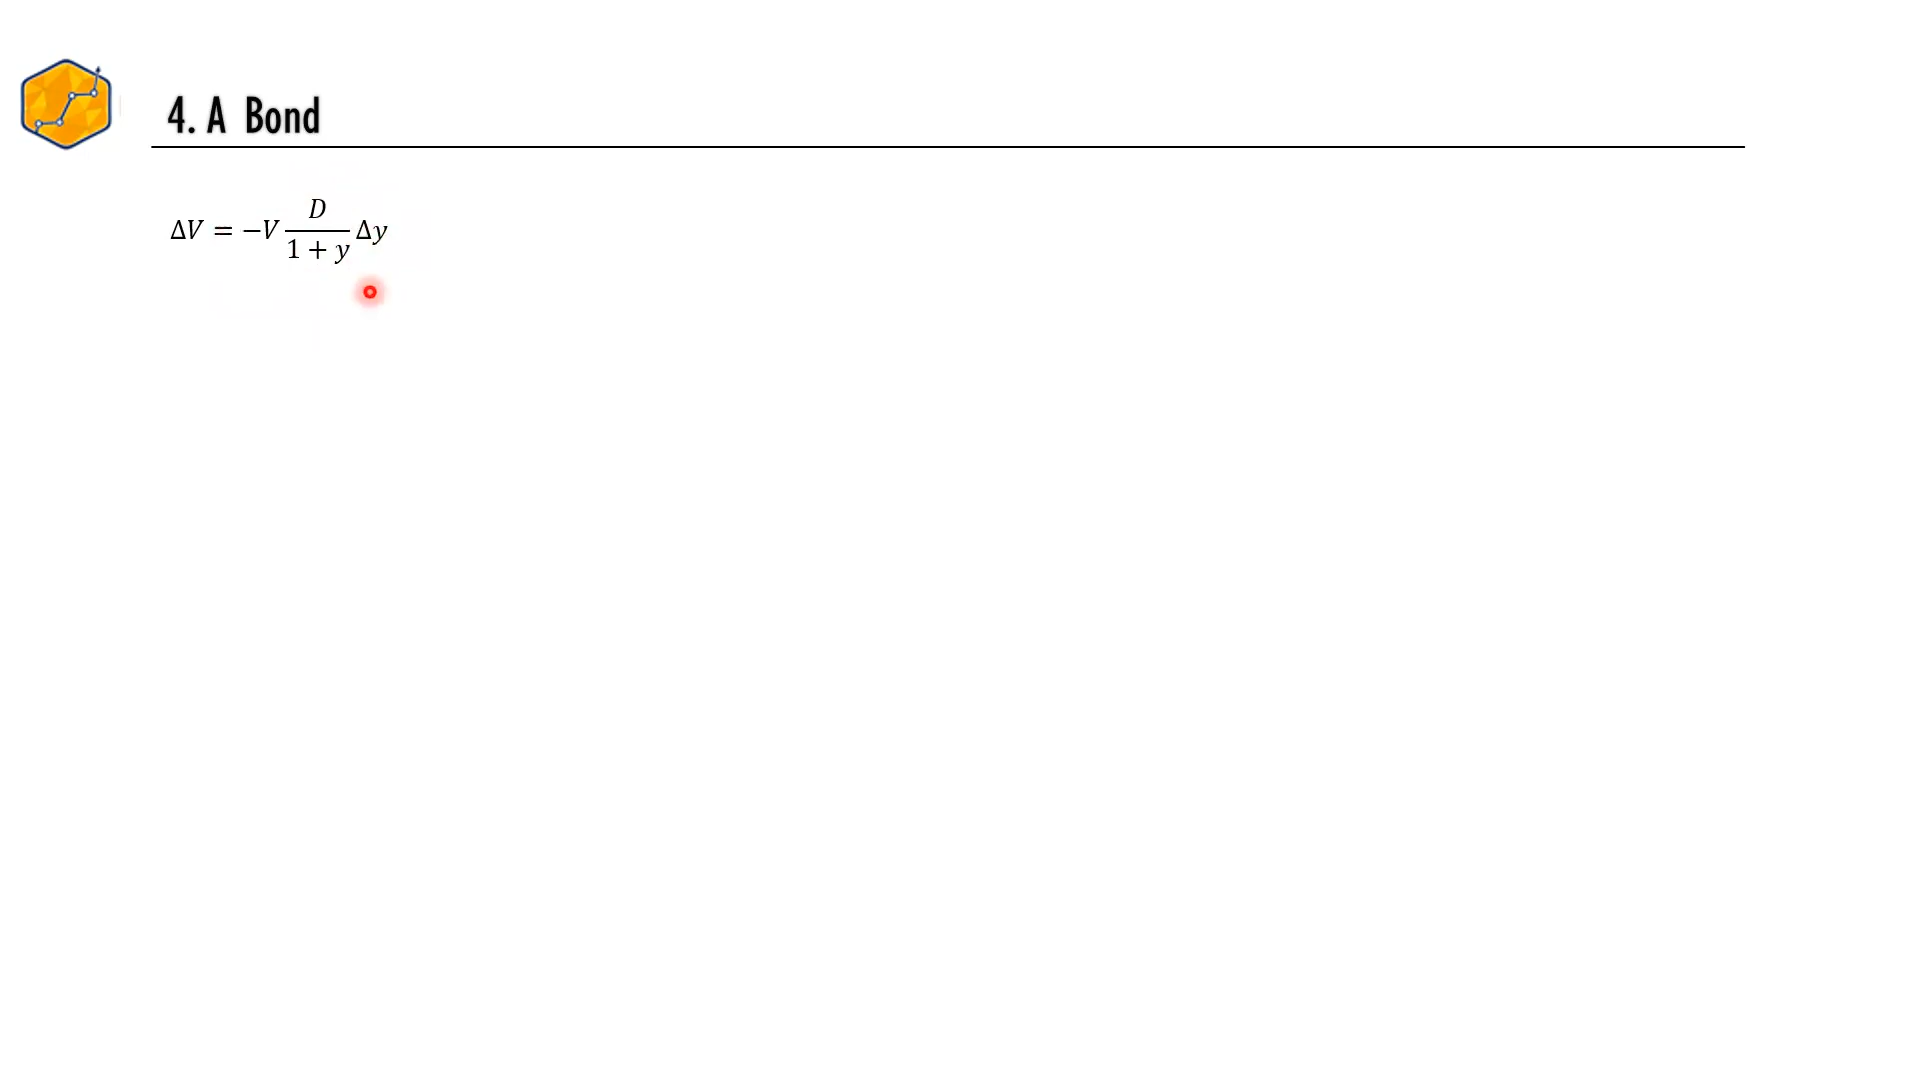 4. A Bond
ΔV = −V D/(1 + y) Δy